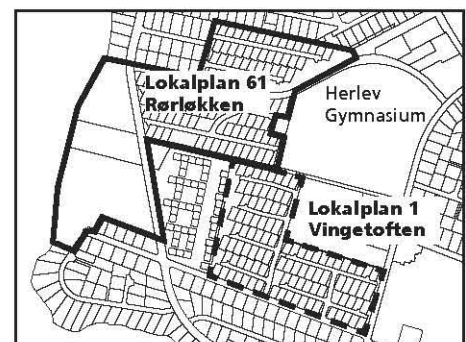 Lokalplan 61
Rørløkken
Herlev
Gymnasium
Lokalplan 1
Vingetoften